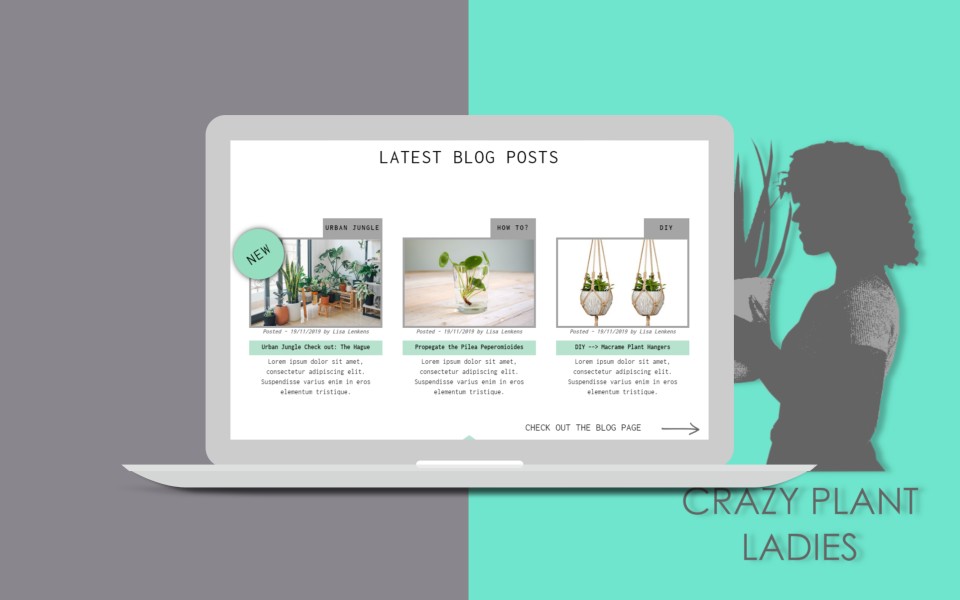 LATEST BLOG POSTS
NEW
URBAN JUNGLE
Posted - 19/11/2019 by Lisa Lenkens
Urban Jungle Check out: The Hague
Lorem ipsum dolor sit amet,
consectetur adipiscing elit.
Suspendisse varius enim in eros
elementum tristique.
HOW TO?
Posted - 19/11/2019 by Lisa Lenkens
Propegate the Pilea Peperomioides
Lorem ipsum dolor sit amet,
consectetur adipiscing elit.
Suspendisse varius enim in eros
elementum tristique.
DIY
Posted - 19/11/2019 by Lisa Lenkens
DIY --> Macrame Plant Hangers
Lorem ipsum dolor sit amet,
consectetur adipiscing elit.
Suspendisse varius enim in eros
elementum tristique.
CHECK OUT THE BLOG PAGE
CRAZY PLANT
LADIES